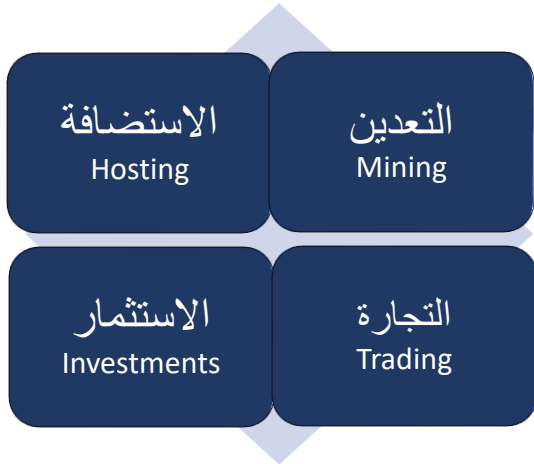 الاستضافة
Hosting
التعدين
Mining
الاستثمار
Investments
التجارة
Trading